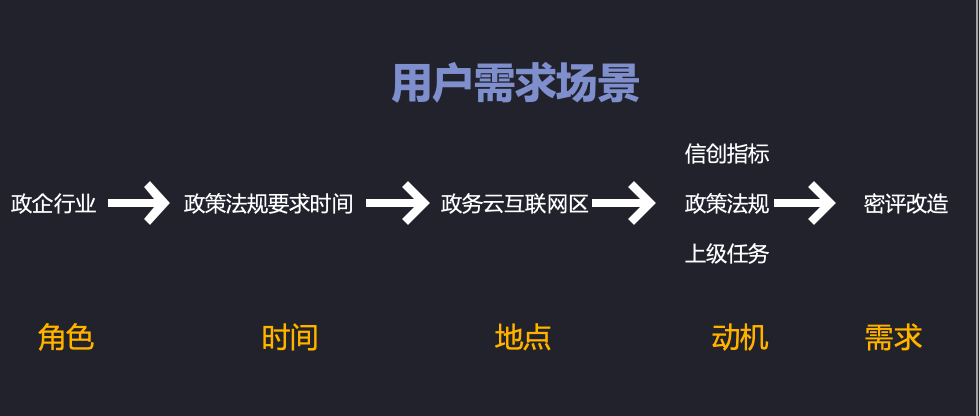 用户需求场景
信创指标
政企行业 政策法规要求时间 政务云互联网区 政策法规 密评改造
上级任务
角色 时间 地点 动机 需求